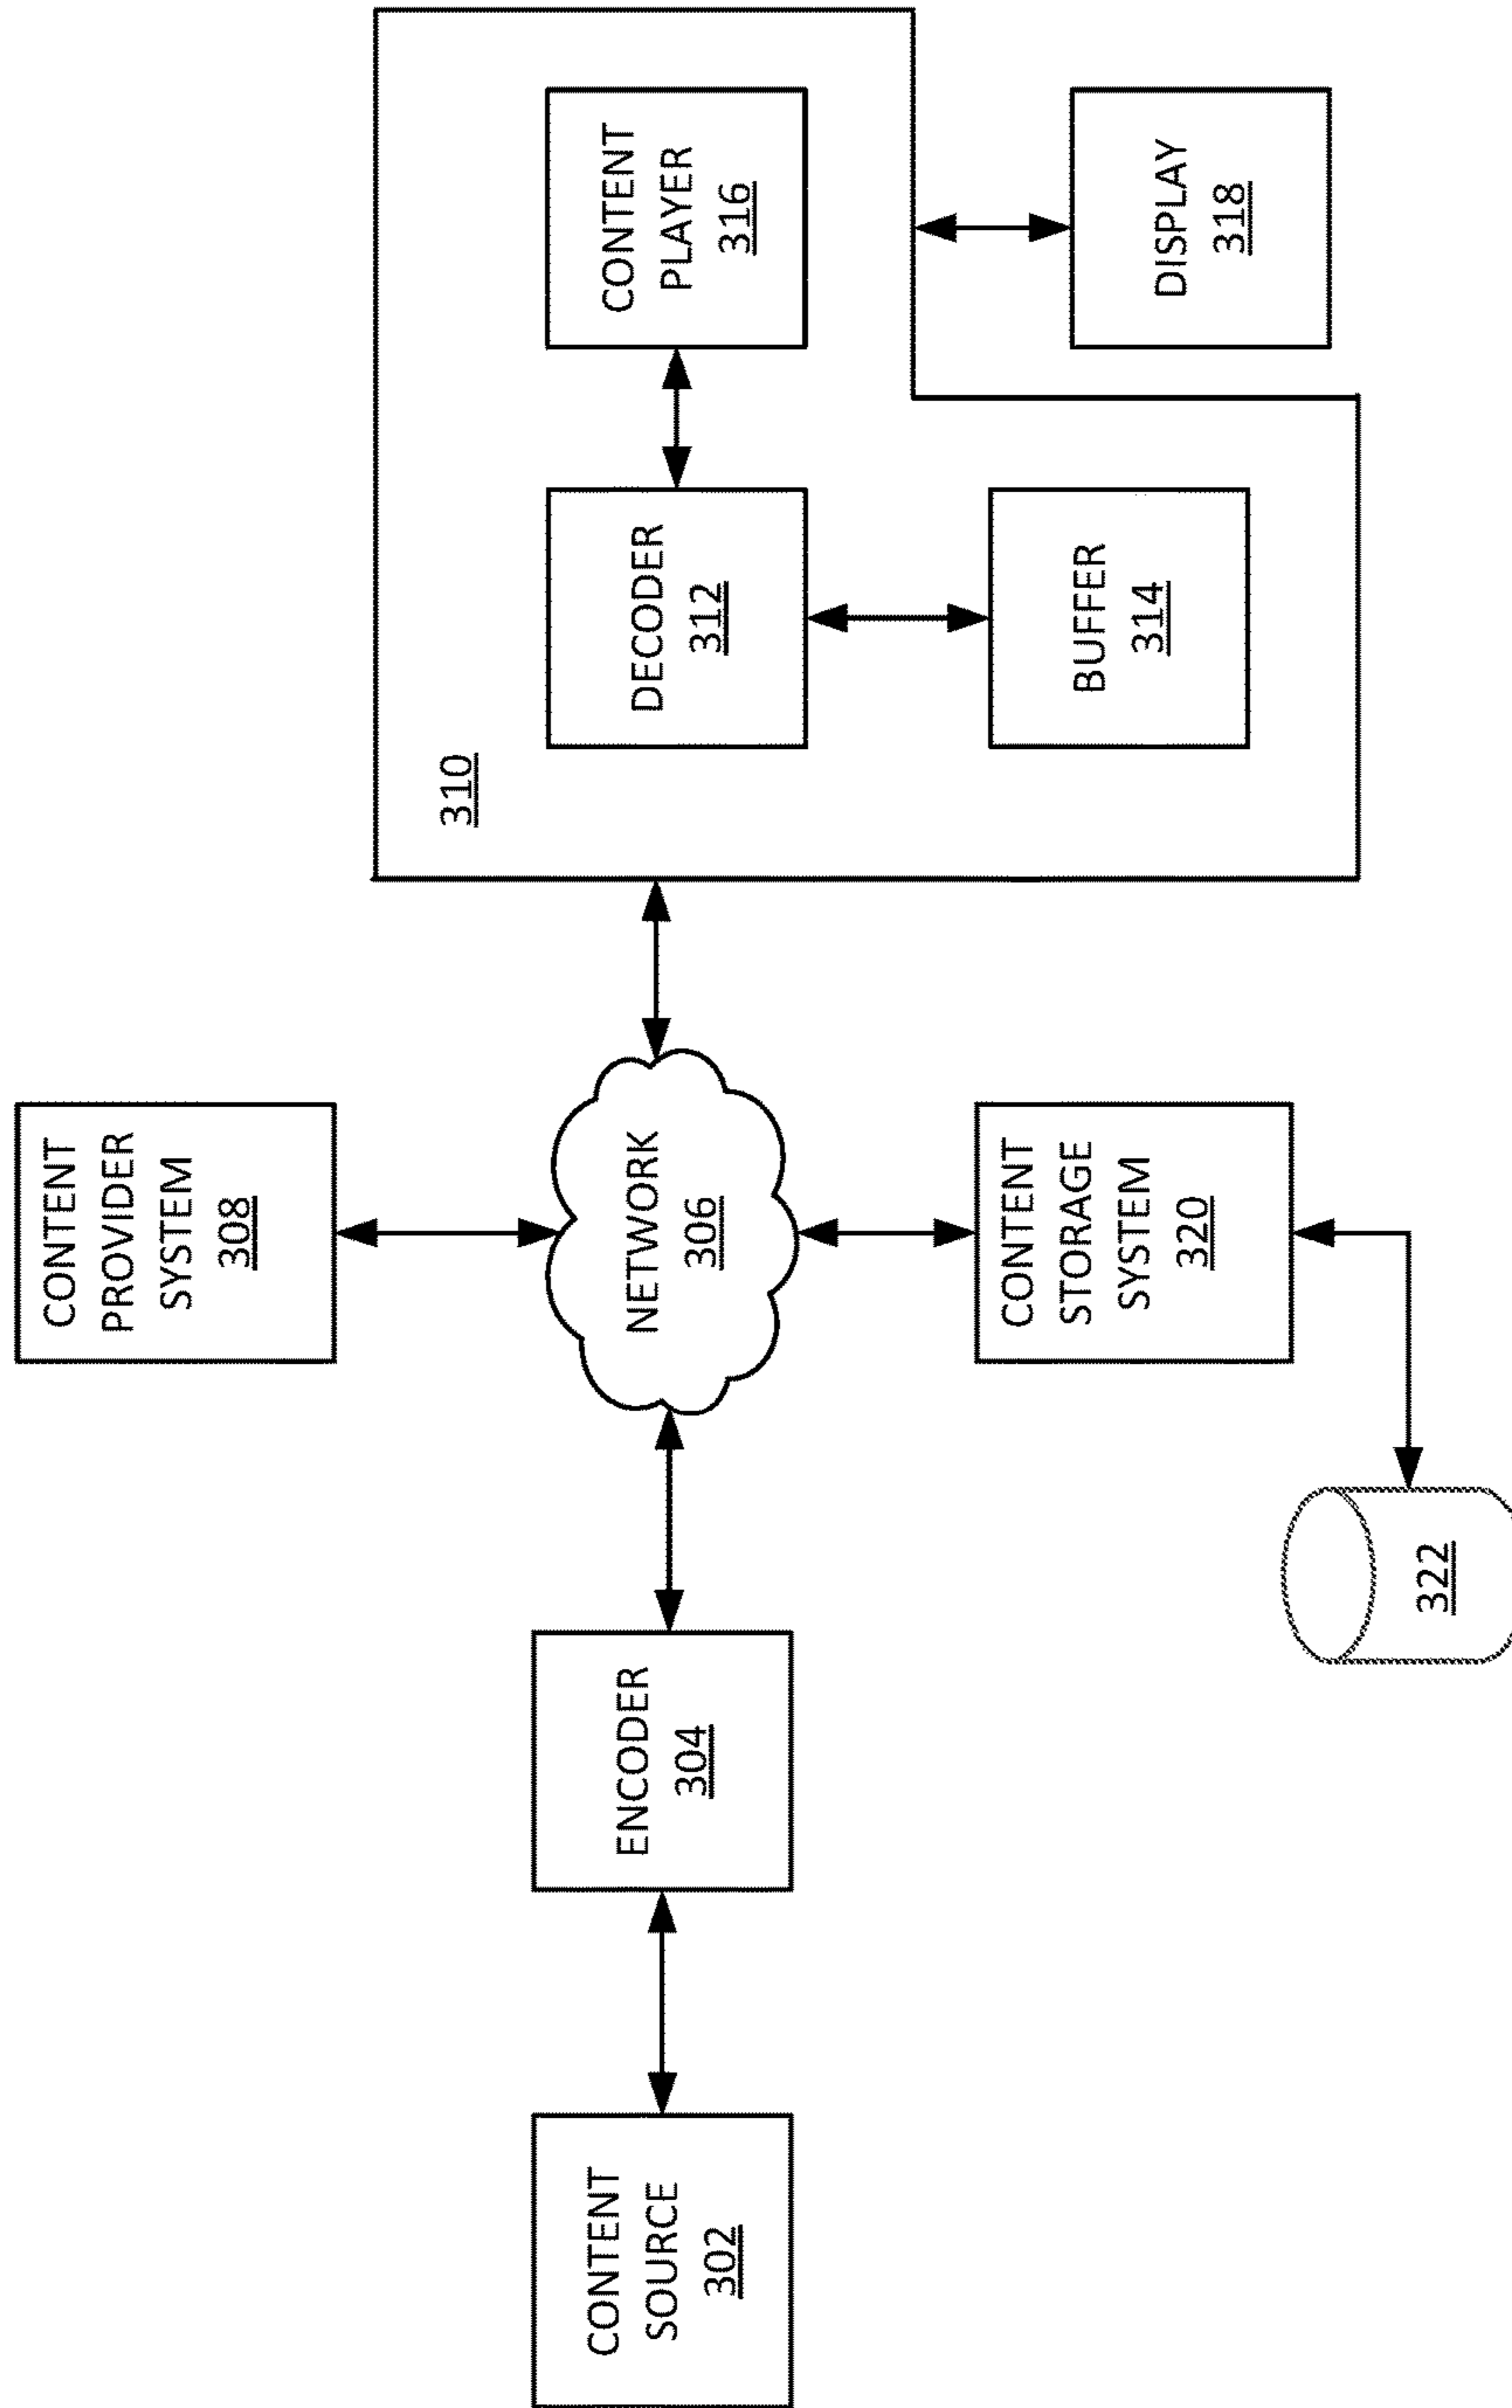 CONTENT
SOURCE
302
ENCODER
304
CONTENT
PROVIDER
SYSTEM
308
NETWORK
306
CONTENT
STORAGE
SYSTEM
320
322
310
DECODER
312
BUFFER
314
CONTENT
PLAYER
316
DISPLAY
318